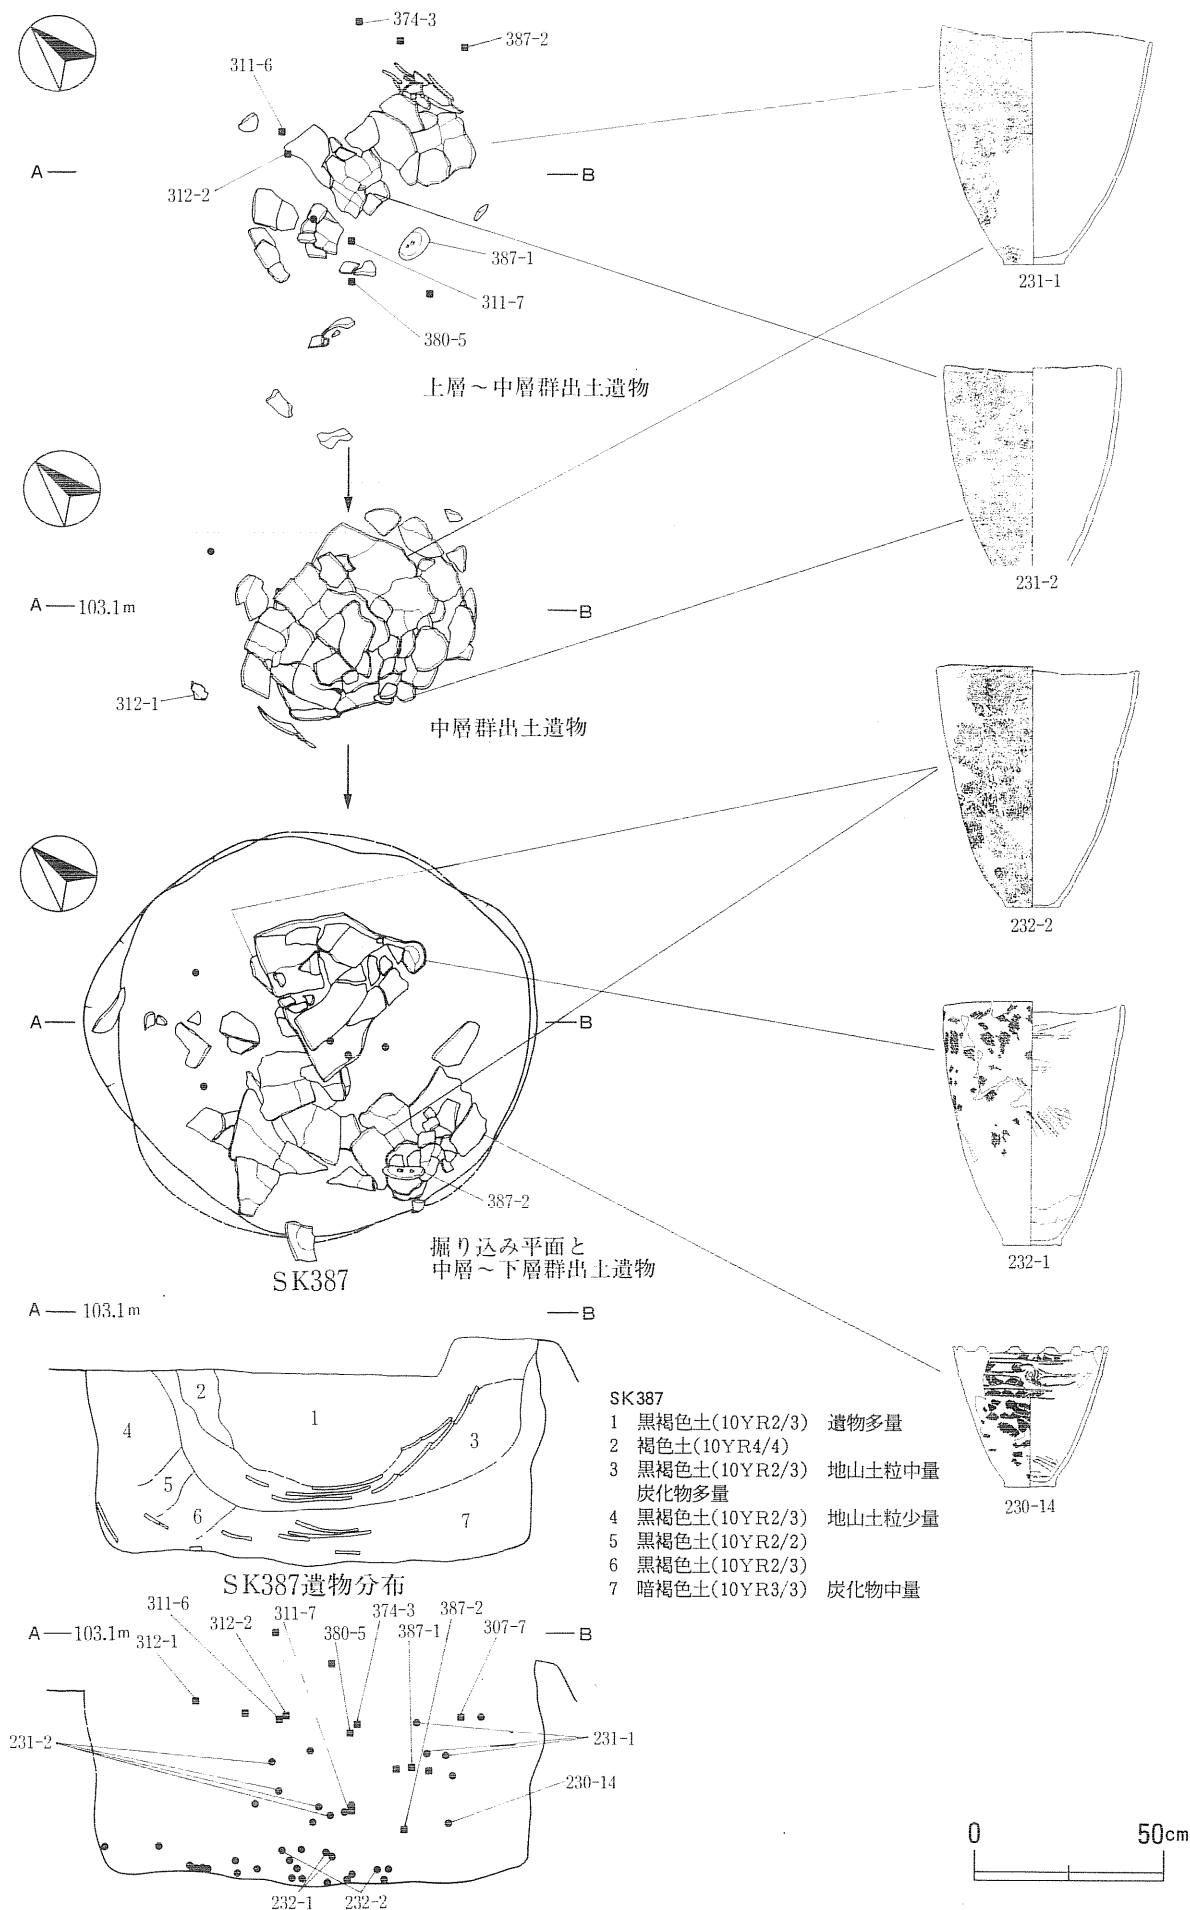 374-3
387-2
311-6
A
B
312-2
387-1
311-7
380-5
231-1
上層～中層群出土遺物
231-2
A 103.1m
B
312-1
中層群出土遺物
232-2
A
B
387-2
掘り込み平面と
中層～下層群出土遺物
SK387
232-1
A 103.1m
B
1
2
3
4
5
6
7
230-14
SK387
1 黒褐色土(10YR2/3) 遺物多量
2 褐色土(10YR4/4)
3 黒褐色土(10YR2/3) 地山土粒中量
炭化物多量
4 黒褐色土(10YR2/3) 地山土粒少量
5 黒褐色土(10YR2/2)
6 黒褐色土(10YR2/3)
7 暗褐色土(10YR3/3) 炭化物中量
SK387遺物分布
A 103.1m
B
311-6
312-1
312-2
311-7
380-5
374-3
387-1
387-2
307-7
231-2
231-1
230-14
232-1
232-2
0 50cm